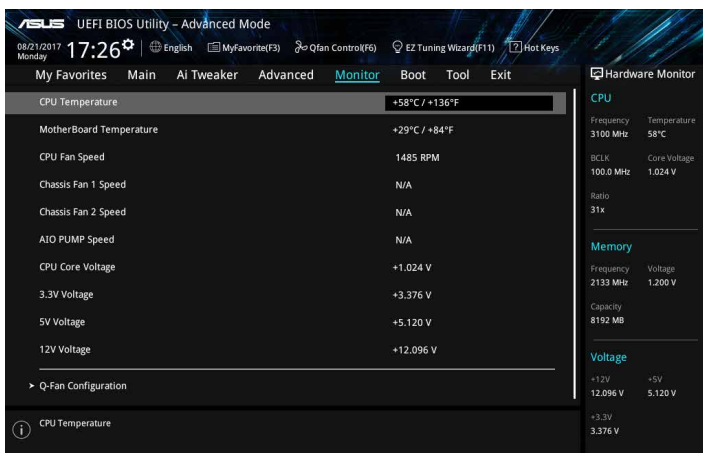 ASUS UEFI BIOS Utility – Advanced Mode
08/21/2017 Monday 17:26 English MyFavorite(F3) Qfan Control(F6) EZ Tuning Wizard(F11) ? Hot Keys
My Favorites Main Ai Tweaker Advanced Monitor Boot Tool Exit
CPU Temperature +58°C / +136°F
MotherBoard Temperature +29°C / +84°F
CPU Fan Speed 1485 RPM
Chassis Fan 1 Speed N/A
Chassis Fan 2 Speed N/A
AIO PUMP Speed N/A
CPU Core Voltage +1.024 V
3.3V Voltage +3.376 V
5V Voltage +5.120 V
12V Voltage +12.096 V
> Q-Fan Configuration
i CPU Temperature
Hardware Monitor
CPU
Frequency Temperature
3100 MHz 58°C
BCLK Core Voltage
100.0 MHz 1.024 V
Ratio
31x
Memory
Frequency Voltage
2133 MHz 1.200 V
Capacity
8192 MB
Voltage
+12V +5V
12.096 V 5.120 V
+3.3V
3.376 V